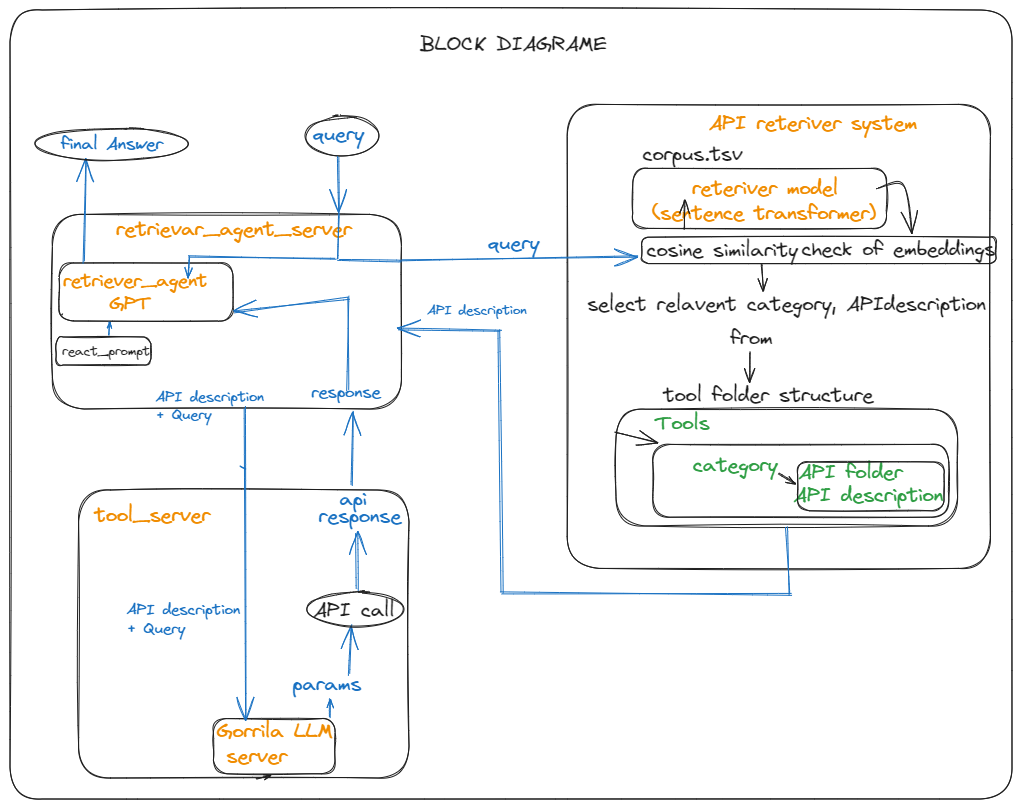 BLOCK DIAGRAME
final Answer
query
retrievar_agent_server
retriever_agent
GPT
react_prompt
API description
+ Query
response
query
API description
API reteriver system
corpus.tsv
reteriver model
(sentence transformer)
cosine similarity check of embeddings
select relavent category, APIdescription
from
tool folder structure
Tools
category
API folder
API description
tool_server
api
response
API call
API description
+ Query
params
Gorrila LLM
server